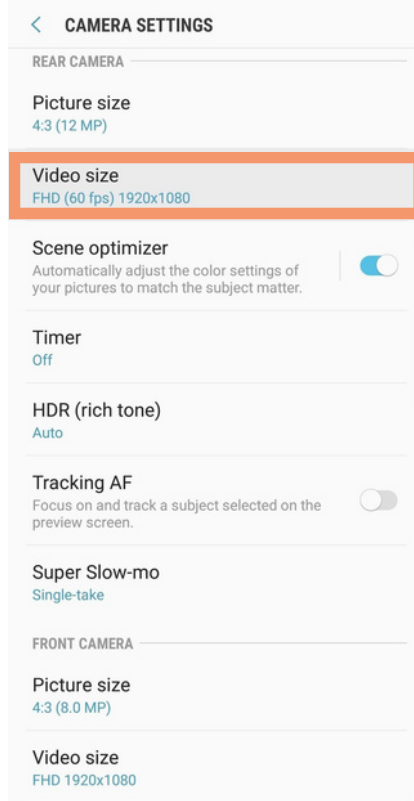 CAMERA SETTINGS
REAR CAMERA
Picture size
4:3 (12 MP)
Video size
FHD (60 fps) 1920x1080
Scene optimizer
Automatically adjust the color settings of
your pictures to match the subject matter.
Timer
Off
HDR (rich tone)
Auto
Tracking AF
Focus on and track a subject selected on the
preview screen.
Super Slow-mo
Single-take
FRONT CAMERA
Picture size
4:3 (8.0 MP)
Video size
FHD 1920x1080